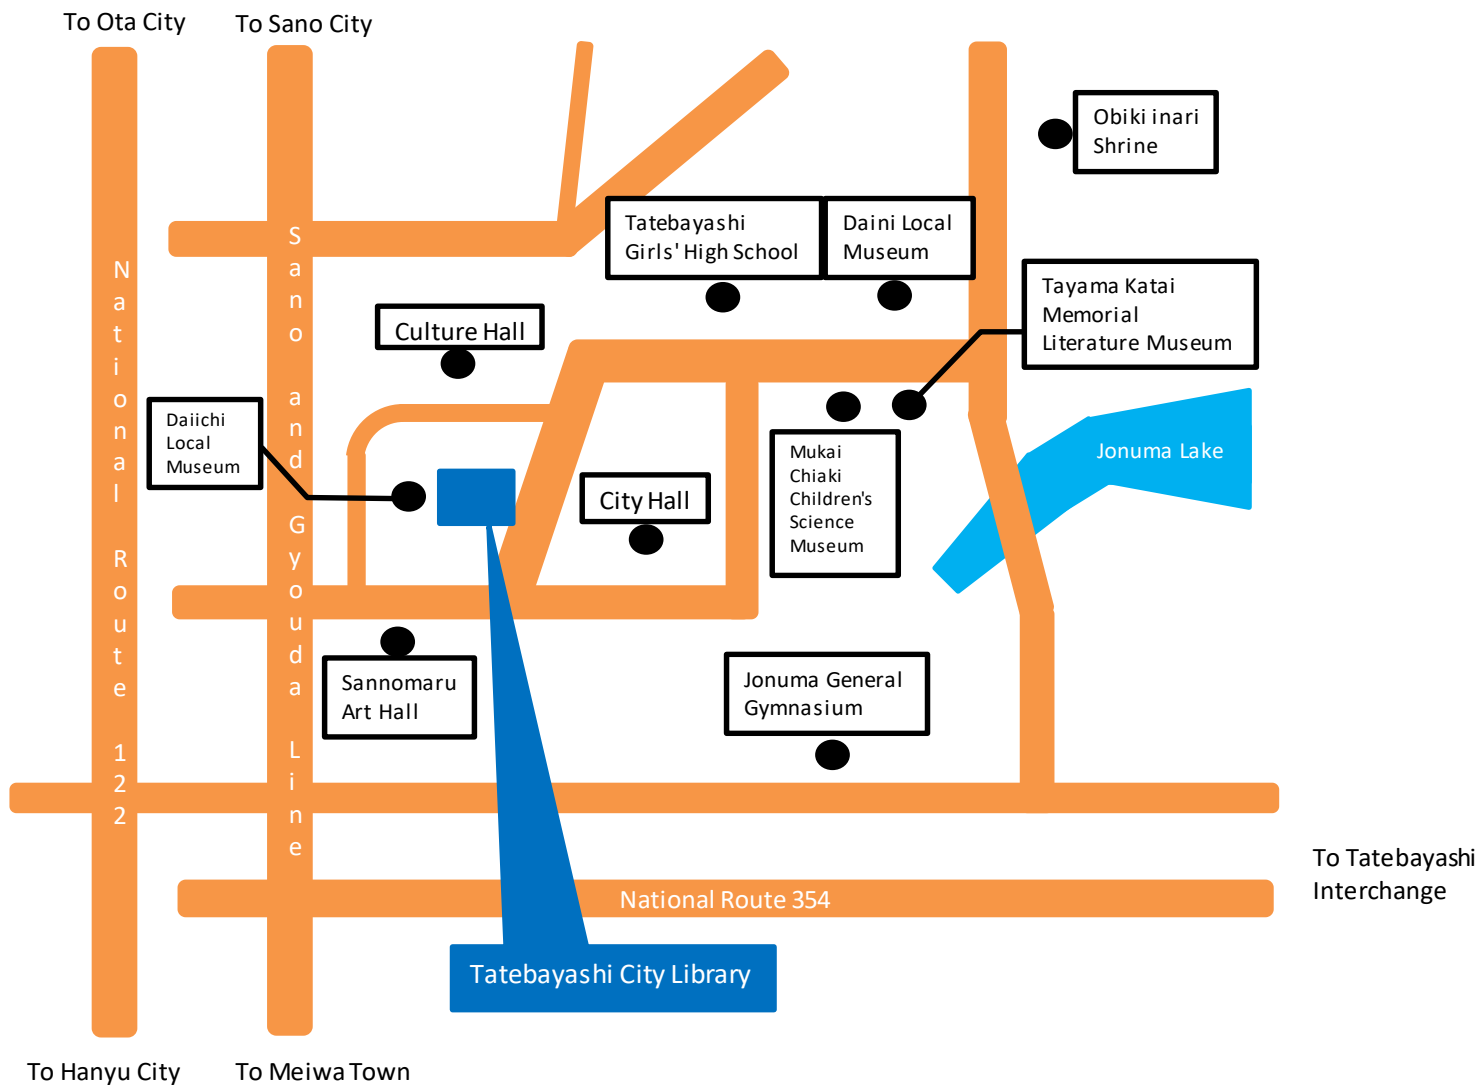 To Ota City
To Sano City
Obiki inari
Shrine
Tatebayashi
Girls' High School
Daini Local
Museum
Tayama Katai
Memorial
Literature Museum
Culture Hall
Daiichi
Local
Museum
Mukai
Chiaki
Children's
Science
Museum
Jonuma Lake
City Hall
Sannomaru
Art Hall
Jonuma General
Gymnasium
National Route 122
Sano and Gyouda Line
To Tatebayashi
Interchange
National Route 354
Tatebayashi City Library
To Hanyu City
To Meiwa Town